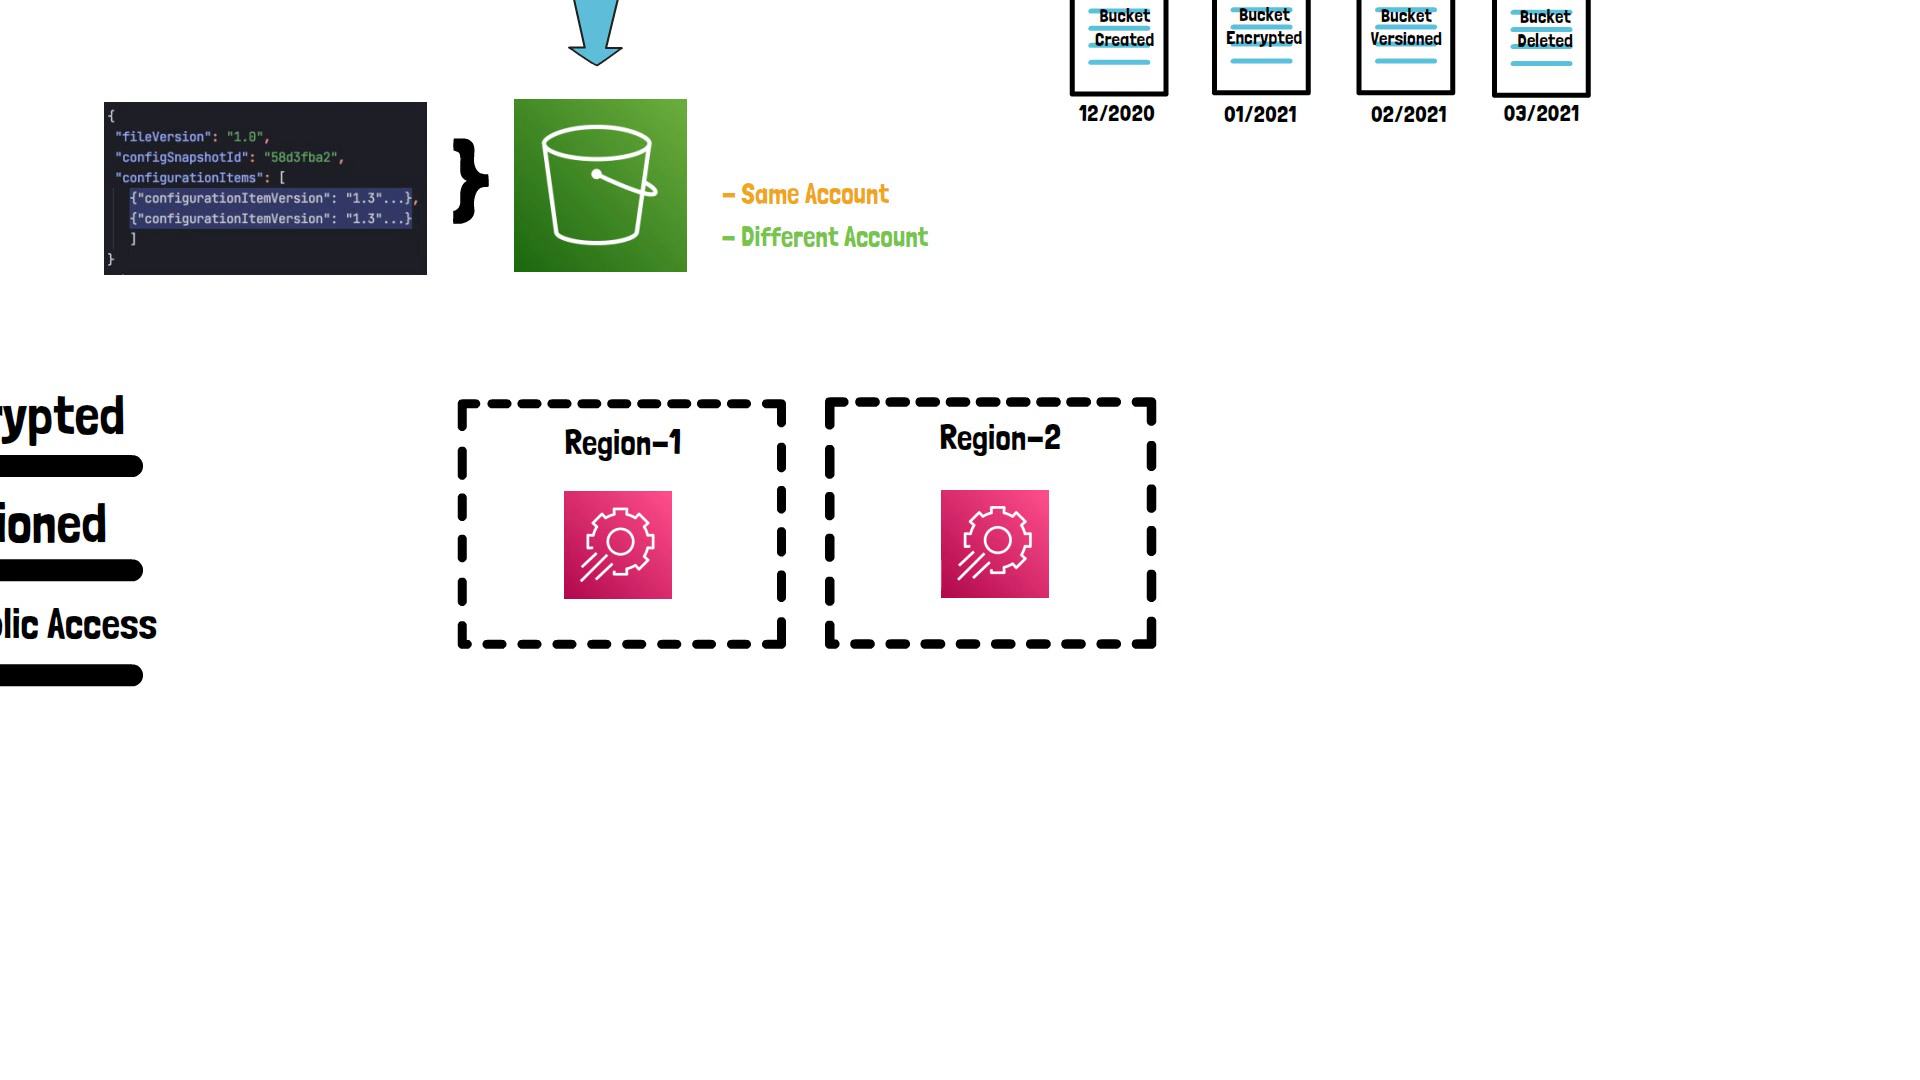 Bucket
Created
12/2020
Bucket
Encrypted
01/2021
Bucket
Versioned
02/2021
Bucket
Deleted
03/2021
{
"fileVersion": "1.0",
"configSnapshotId": "58d3fba2",
"configurationItems": [
{"configurationItemVersion": "1.3"...},
{"configurationItemVersion": "1.3"...}
]
}
}
- Same Account
- Different Account
rypted
ioned
lic Access
Region-1
Region-2